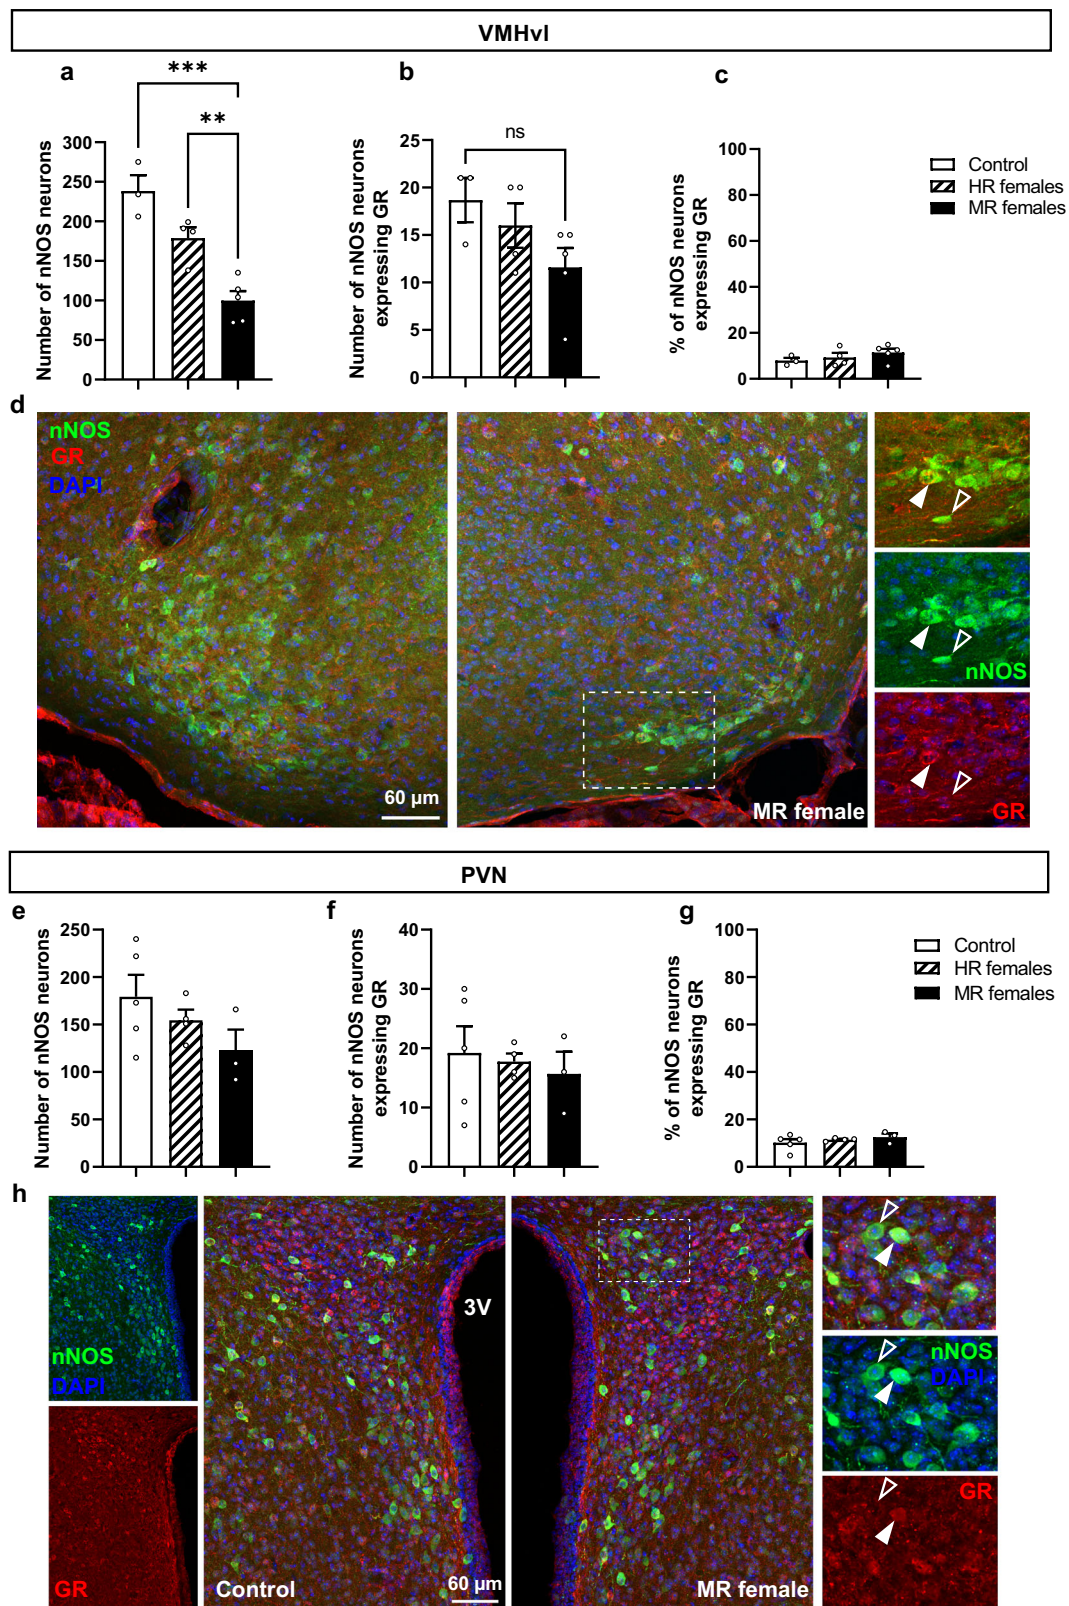 VMHvl
a
***
**
Number of nNOS neurons
300
250
200
150
100
50
0
b
ns
Number of nNOS neurons
expressing GR
25
20
15
10
5
0
c
% of nNOS neurons
expressing GR
100
80
60
40
20
0
Control
HR females
MR females
d
nNOS
GR
DAPI
60 µm
MR female
nNOS
GR
PVN
e
Number of nNOS neurons
250
200
150
100
50
0
f
Number of nNOS neurons
expressing GR
40
30
20
10
0
g
% of nNOS neurons
expressing GR
100
80
60
40
20
0
Control
HR females
MR females
h
nNOS
DAPI
GR
3V
Control
60 µm
MR female
nNOS
DAPI
GR